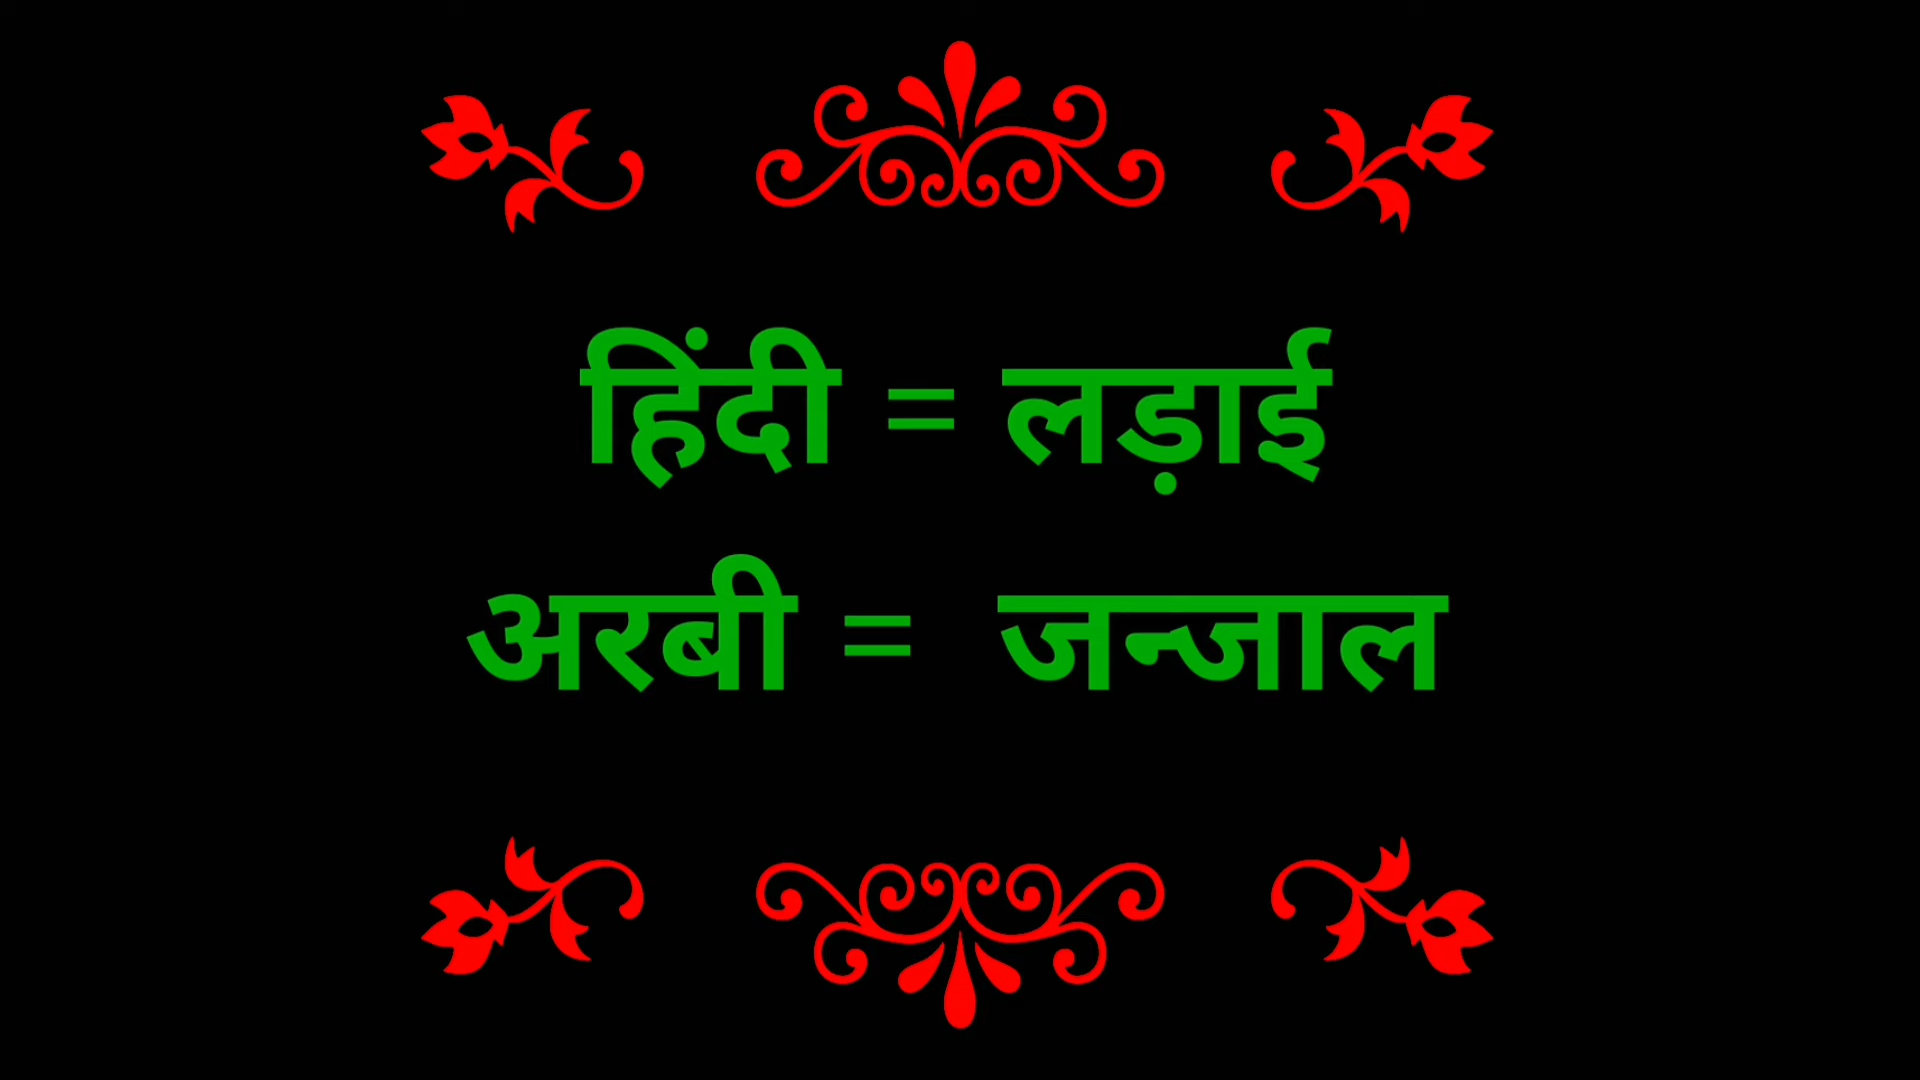 हिंदी = लड़ाई
अरबी = जन्जाल